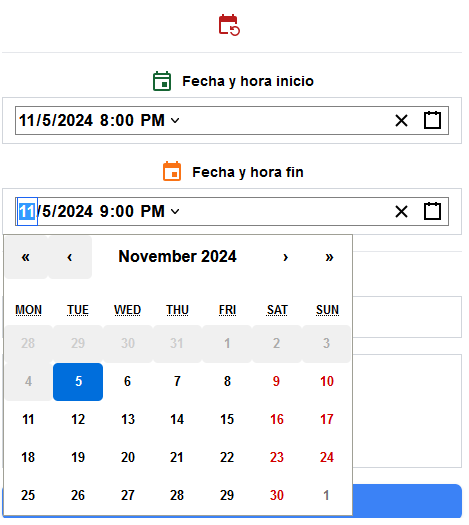 Fecha y hora inicio
11/5/2024 8:00 PM
Fecha y hora fin
11/5/2024 9:00 PM
« ‹ November 2024 › »
MON TUE WED THU FRI SAT SUN
28 29 30 31 1 2 3
4 5 6 7 8 9 10
11 12 13 14 15 16 17
18 19 20 21 22 23 24
25 26 27 28 29 30 1